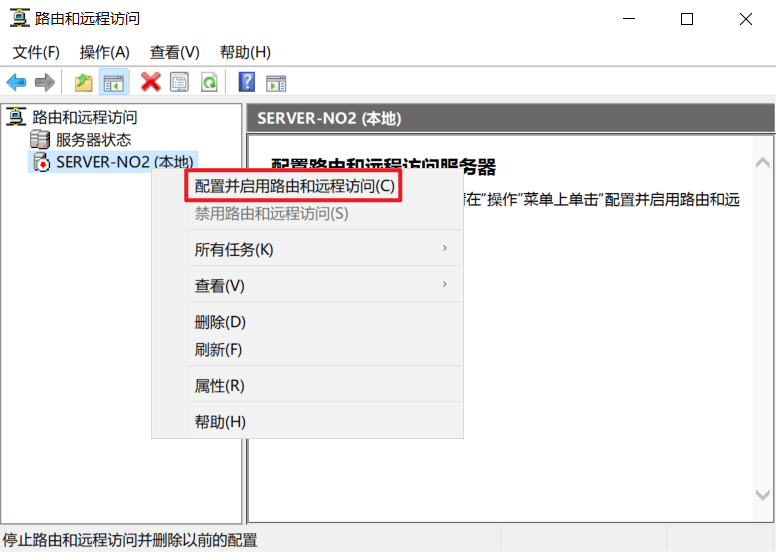 路由和远程访问
文件(F) 操作(A) 查看(V) 帮助(H)
路由和远程访问
服务器状态
SERVER-NO2 (本地)
SERVER-NO2 (本地)
配置路由和远程访问服务器
在"操作"菜单上单击"配置并启用路由和远
配置并启用路由和远程访问(C)
禁用路由和远程访问(S)
所有任务(K)
查看(V)
删除(D)
刷新(F)
属性(R)
帮助(H)
停止路由和远程访问并删除以前的配置